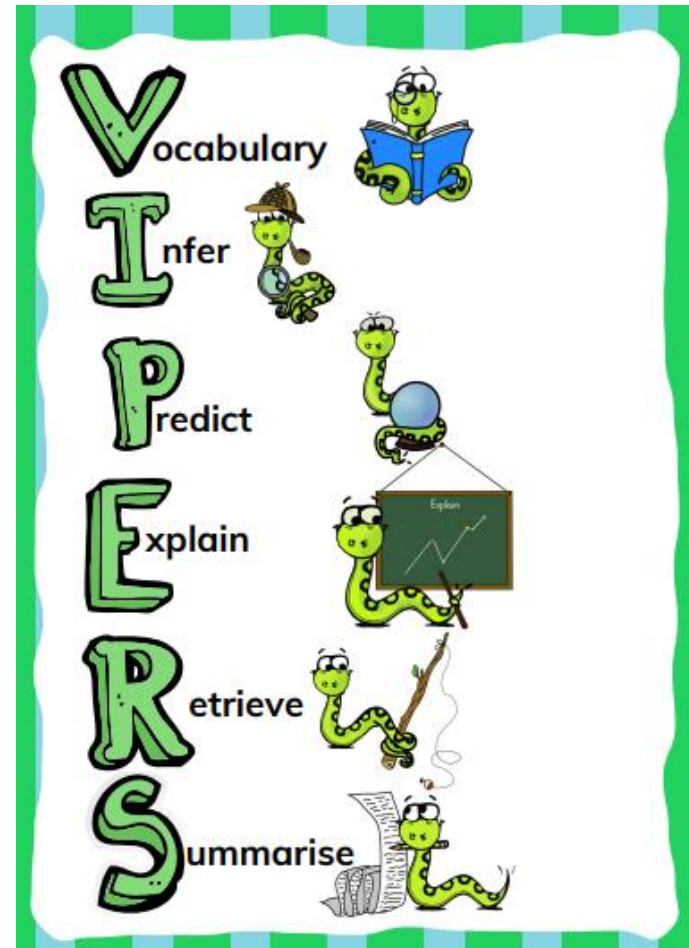 Vocabulary
Infer
Predict
Explain
Explain
Retrieve
Summarise